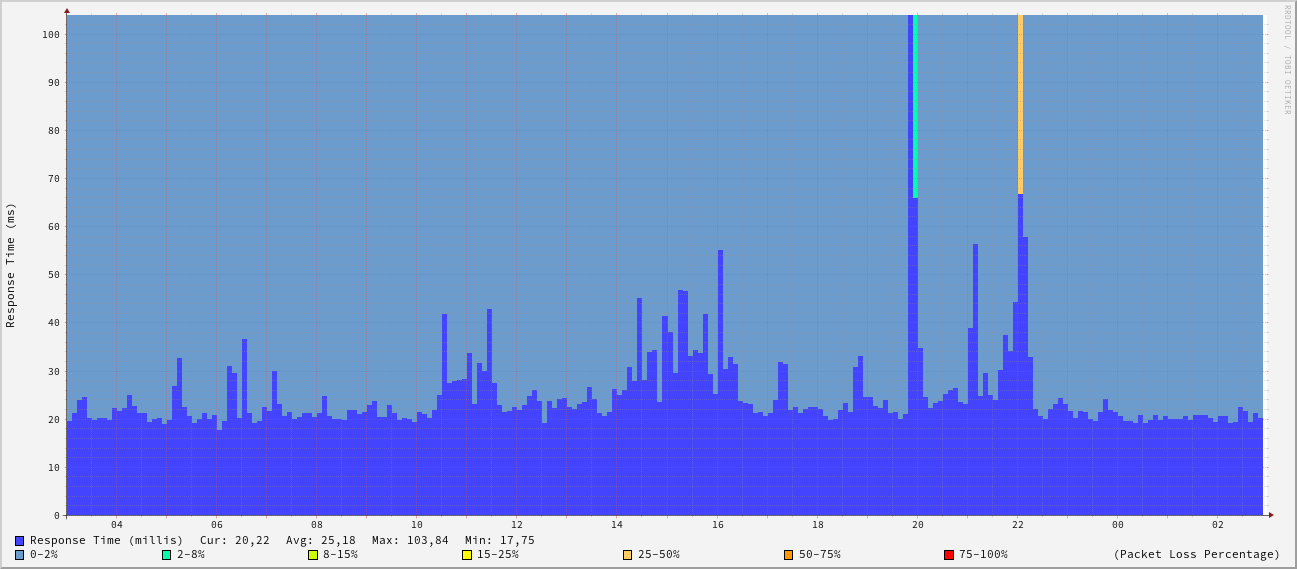 RRDTOOL / TOBI OETIKER
Response Time (ms)
100
90
80
70
60
50
40
30
20
10
0
04 06 08 10 12 14 16 18 20 22 00 02
Response Time (millis) Cur: 20,22 Avg: 25,18 Max: 103,84 Min: 17,75
0-2% 2-8% 8-15% 15-25% 25-50% 50-75% 75-100% (Packet Loss Percentage)